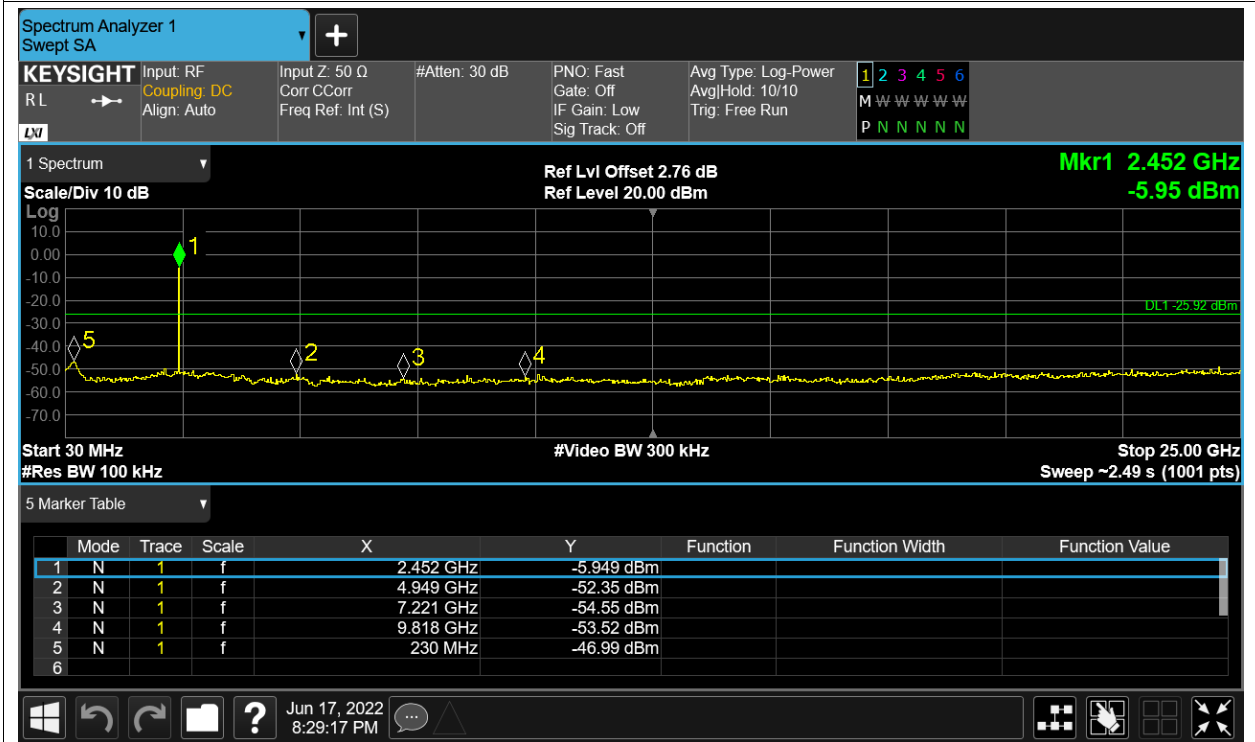 Spectrum Analyzer 1
Swept SA
+
KEYSIGHT Input: RF Input Z: 50 Ω #Atten: 30 dB PNO: Fast Avg Type: Log-Power 1 2 3 4 5 6
R L Coupling: DC Corr CCorr Gate: Off Avg|Hold: 10/10 M W W W W W W
Align: Auto Freq Ref: Int (S) IF Gain: Low Trig: Free Run
LXI Sig Track: Off P N N N N N N
1 Spectrum Ref Lvl Offset 2.76 dB Mkr1 2.452 GHz
Scale/Div 10 dB Ref Level 20.00 dBm -5.95 dBm
Log
10.0
1
0.00
-10.0
-20.0
DL1 -25.92 dBm
-30.0
5
-40.0
2 3 4
-50.0
-60.0
-70.0
Start 30 MHz #Video BW 300 kHz Stop 25.00 GHz
#Res BW 100 kHz Sweep ~2.49 s (1001 pts)
5 Marker Table
Mode Trace Scale X Y Function Function Width Function Value
1 N 1 f 2.452 GHz -5.949 dBm
2 N 1 f 4.949 GHz -52.35 dBm
3 N 1 f 7.221 GHz -54.55 dBm
4 N 1 f 9.818 GHz -53.52 dBm
5 N 1 f 230 MHz -46.99 dBm
6
? Jun 17, 2022
8:29:17 PM